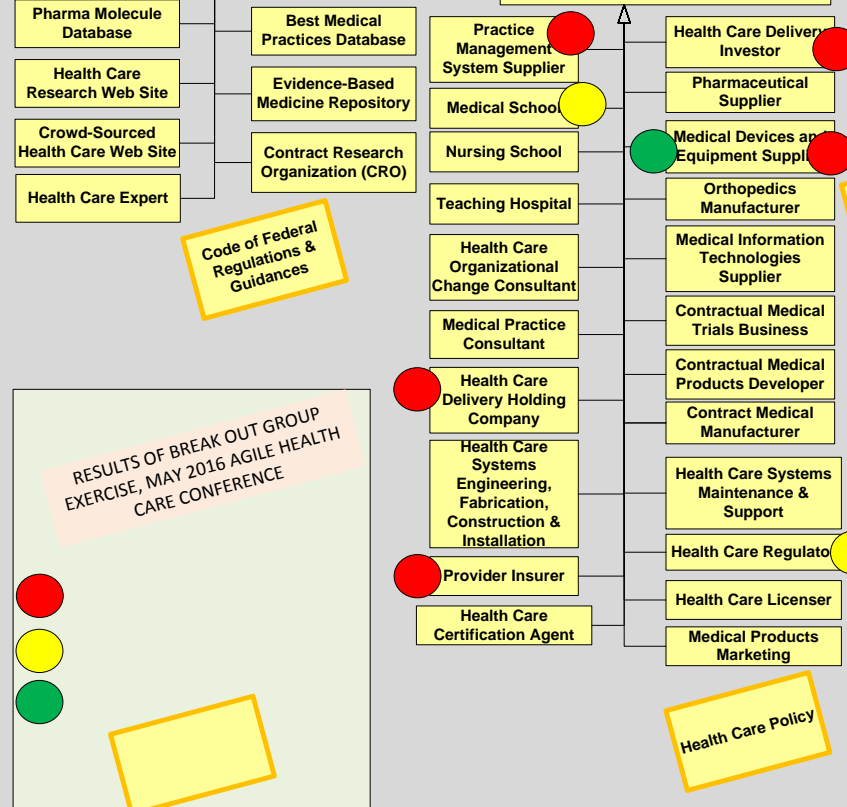 Pharma Molecule
Database
Health Care
Research Web Site
Crowd-Sourced
Health Care Web Site
Health Care Expert
Best Medical
Practices Database
Evidence-Based
Medicine Repository
Contract Research
Organization (CRO)
Code of Federal
Regulations &
Guidances
RESULTS OF BREAK OUT GROUP
EXERCISE, MAY 2016 AGILE HEALTH
CARE CONFERENCE
Practice
Management
System Supplier
Medical School
Nursing School
Teaching Hospital
Health Care
Organizational
Change Consultant
Medical Practice
Consultant
Health Care
Delivery Holding
Company
Health Care
Systems
Engineering,
Fabrication,
Construction &
Installation
Provider Insurer
Health Care
Certification Agent
Health Care Delivery
Investor
Pharmaceutical
Supplier
Medical Devices and
Equipment Suppli
Orthopedics
Manufacturer
Medical Information
Technologies
Supplier
Contractual Medical
Trials Business
Contractual Medical
Products Developer
Contract Medical
Manufacturer
Health Care Systems
Maintenance &
Support
Health Care Regulato
Health Care Licenser
Medical Products
Marketing
Health Care Policy